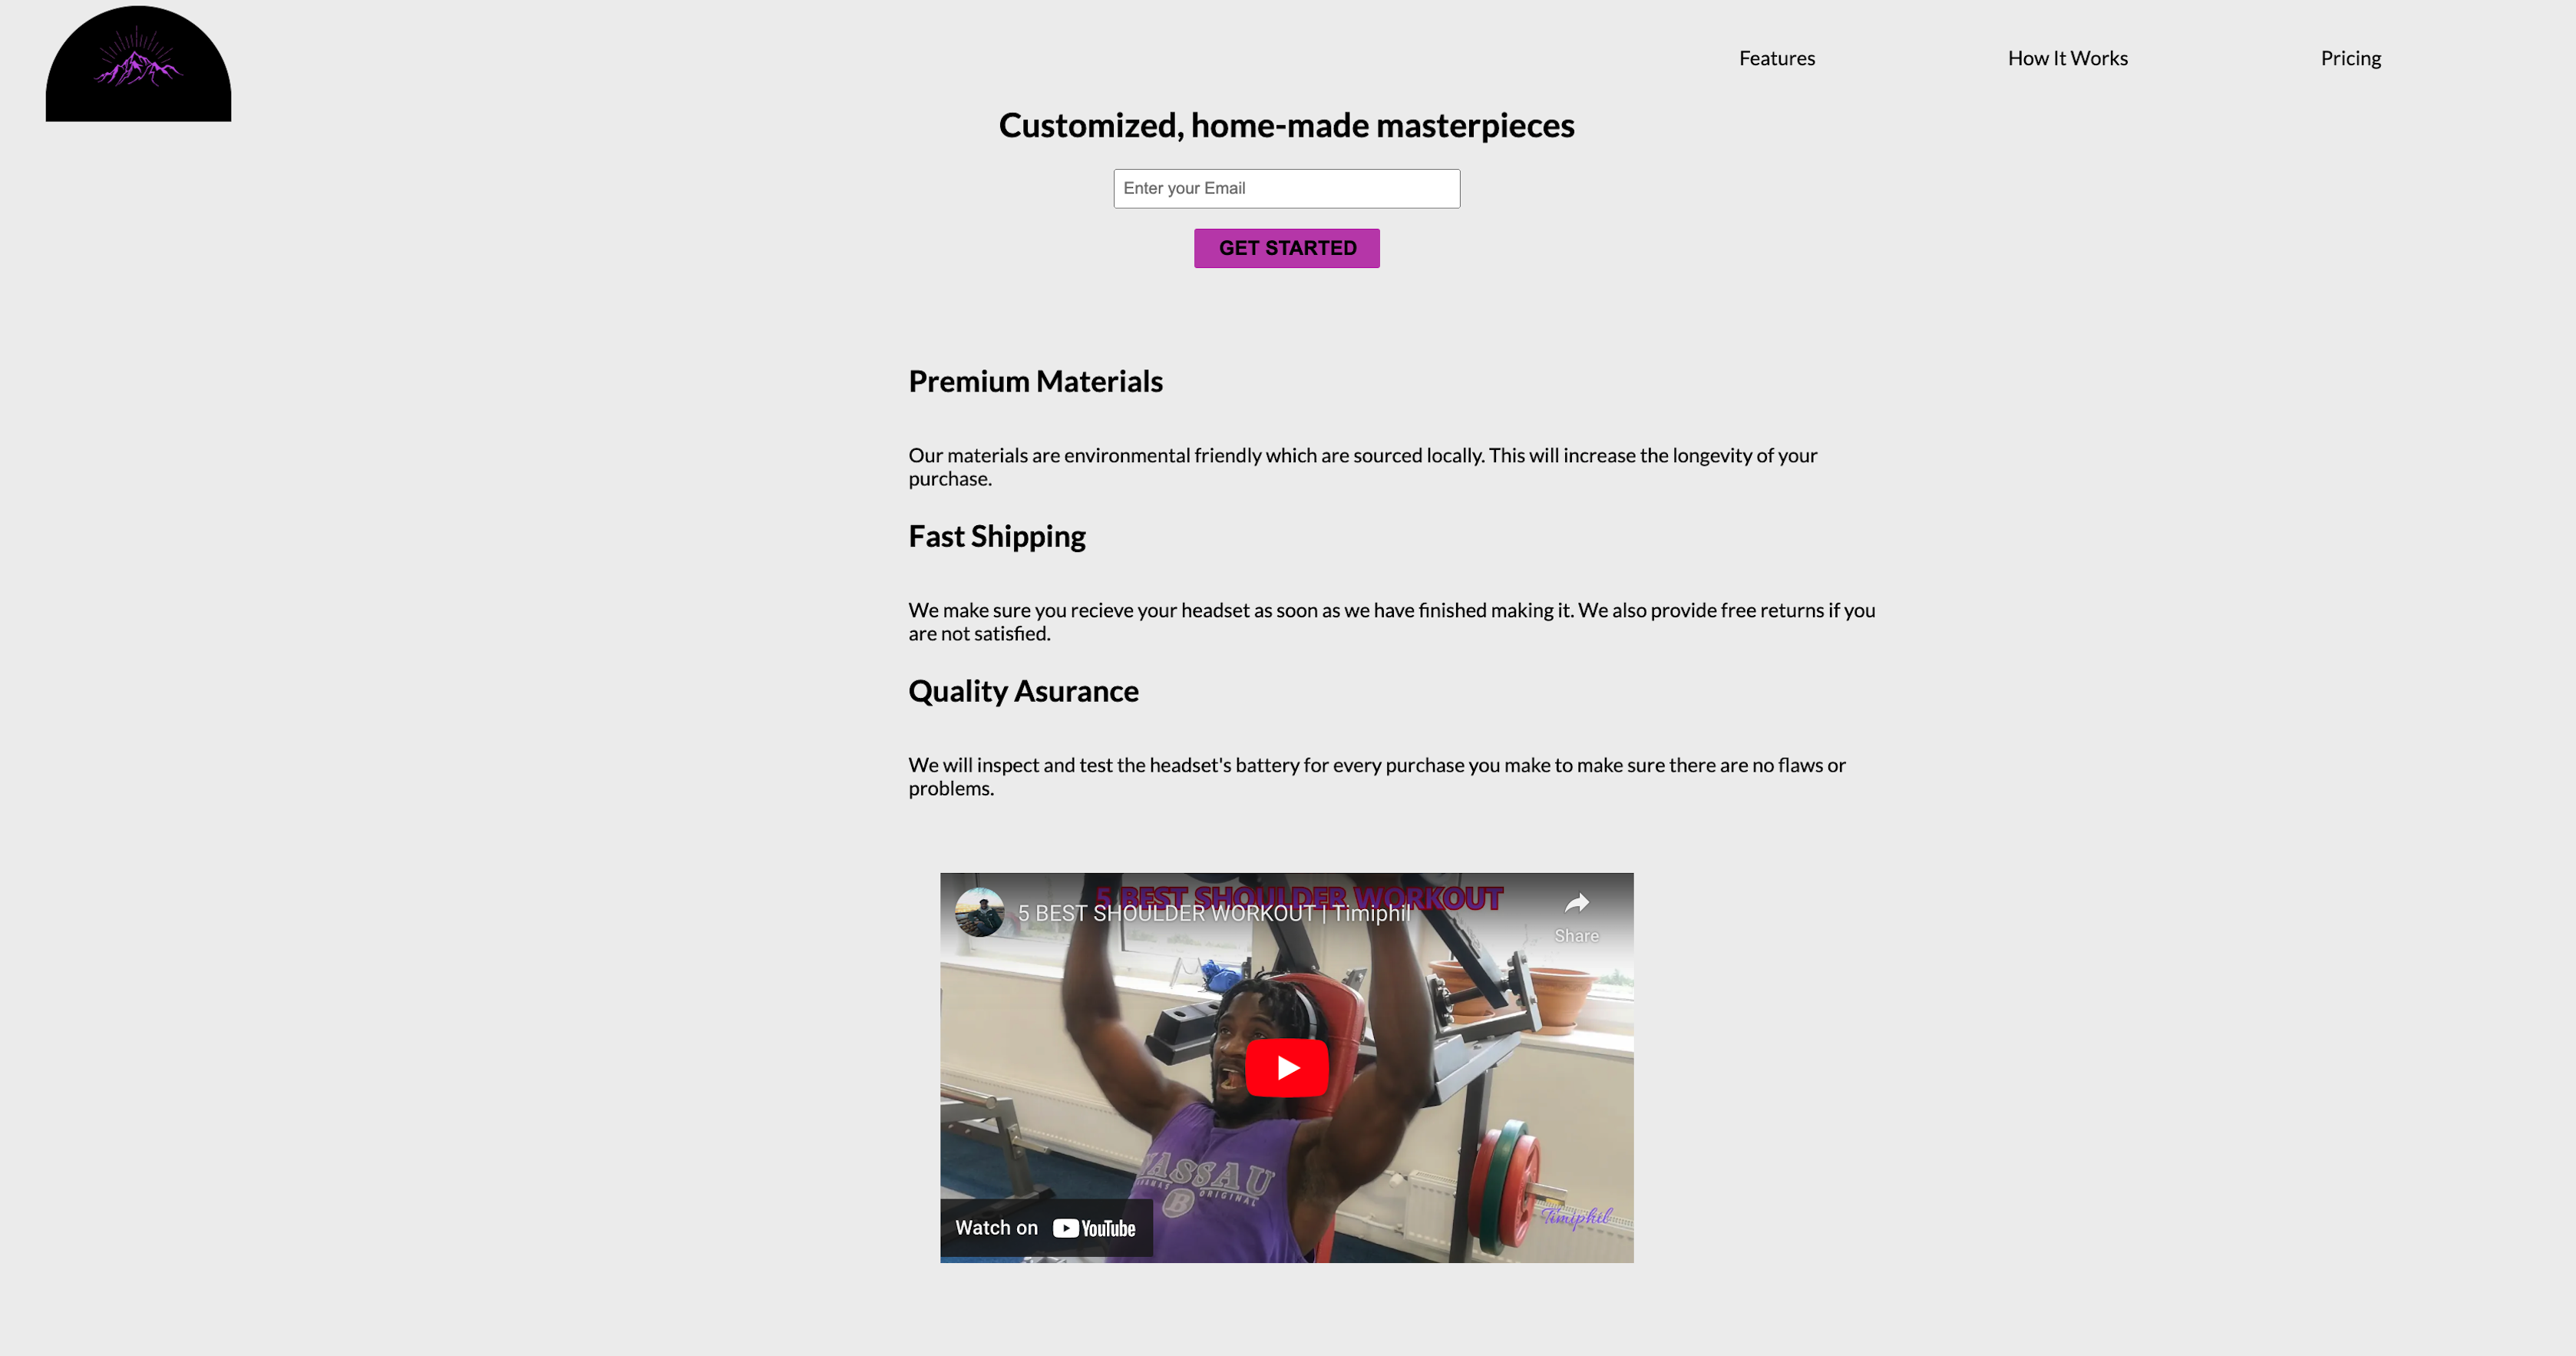 Features
How It Works
Pricing
Customized, home-made masterpieces
Enter your Email
GET STARTED
Premium Materials
Our materials are environmental friendly which are sourced locally. This will increase the longevity of your
purchase.
Fast Shipping
We make sure you recieve your headset as soon as we have finished making it. We also provide free returns if you
are not satisfied.
Quality Asurance
We will inspect and test the headset's battery for every purchase you make to make sure there are no flaws or
problems.
5 BEST SHOULDER WORKOUT
5 BEST SHOULDER WORKOUT | Timiphil
Share
NASSAU
BAHAMAS
B
ORIGINAL
Timiphil
Watch on YouTube